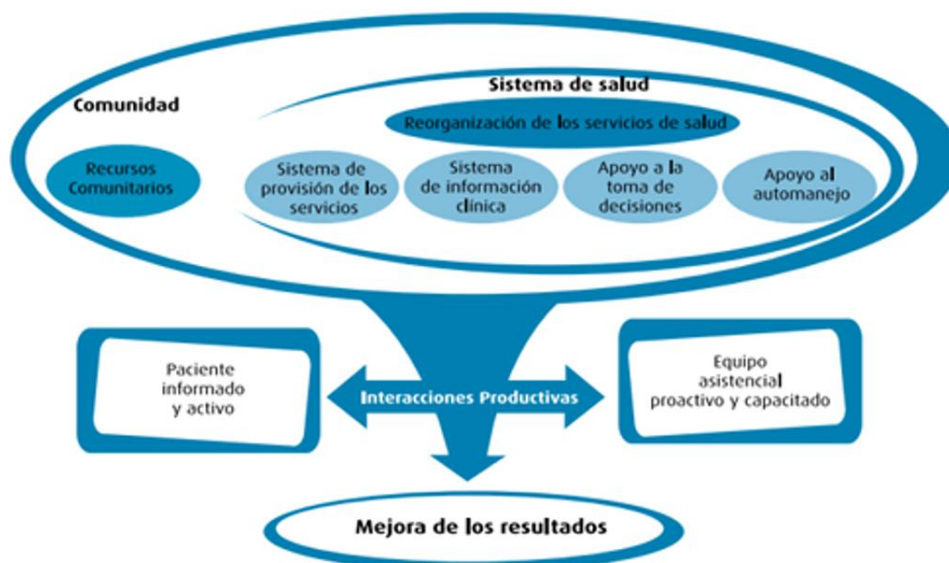 Sistema de salud
Comunidad
Reorganización de los servicios de salud
Recursos
Comunitarios
Sistema de
provisión de los
servicios
Sistema
de información
clínica
Apoyo a la
toma de
decisiones
Apoyo al
automanejo
Paciente
informado
y activo
Interacciones Productivas
Equipo
asistencial
proactivo y capacitado
Mejora de los resultados